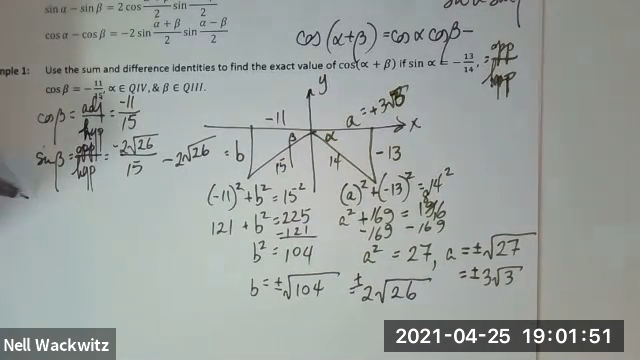 sin α − sin β = 2 cos α + β / 2 sin α − β / 2
cos α − cos β = −2 sin α + β / 2 sin α − β / 2
cos(α+β) = cos α cos β −
mple 1: Use the sum and difference identities to find the exact value of cos(α + β) if sin α = −13/14, = opp/hyp
cos β = −11/15, α ∈ QIV, & β ∈ QIII.
cos β = adj/hyp = −11/15
sin β = opp/hyp = −2√26/15
−2√26 = b
−11
y
a = +3√3
x
β
α
15
14
−13
(−11)² + b² = 15²
121 + b² = 225
−121
b² = 104
b = ±√104
= ±2√26
(a)² + (−13)² = 14²
a² + 169 = 196
−169 −169
a² = 27, a = ±√27
= ±3√3
Nell Wackwitz
2021-04-25 19:01:51